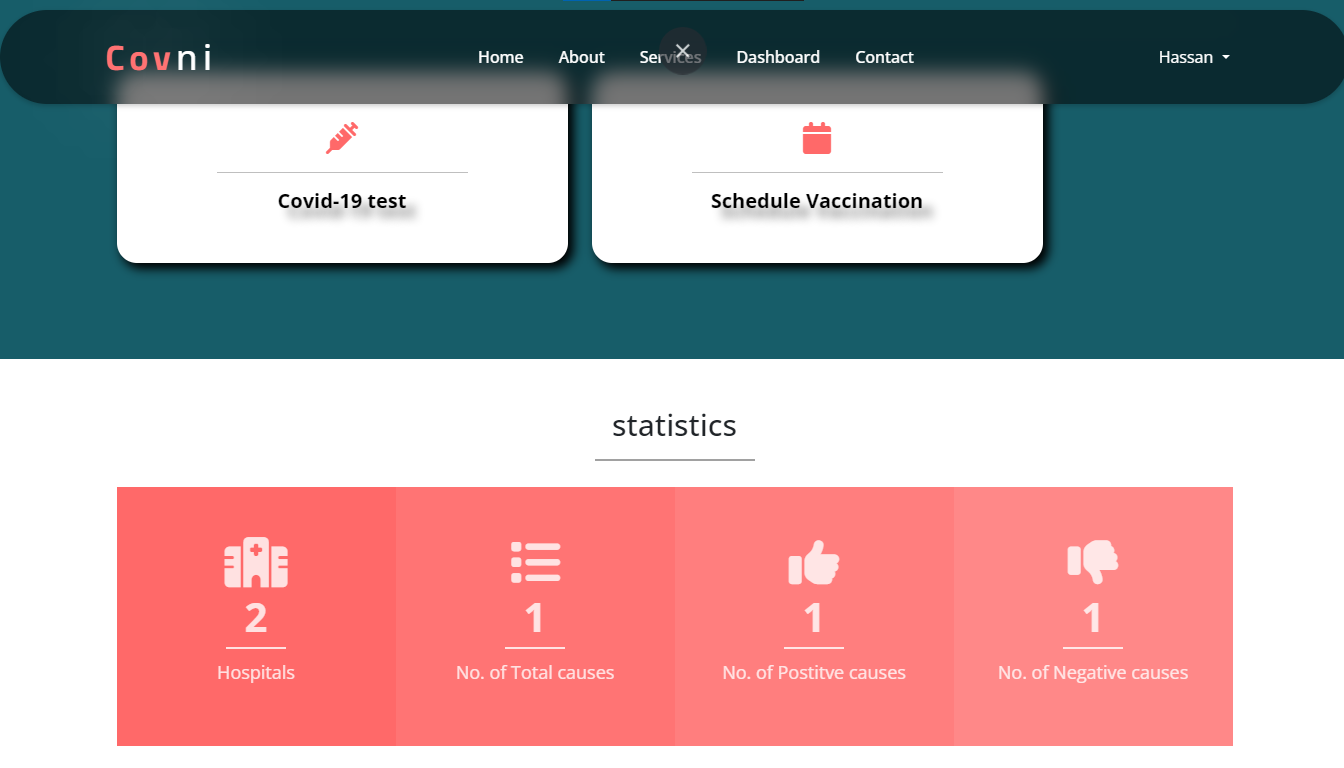 Covni
Home About Services Dashboard Contact
Hassan
Covid-19 test
Schedule Vaccination
statistics
2
Hospitals
1
No. of Total causes
1
No. of Postitve causes
1
No. of Negative causes